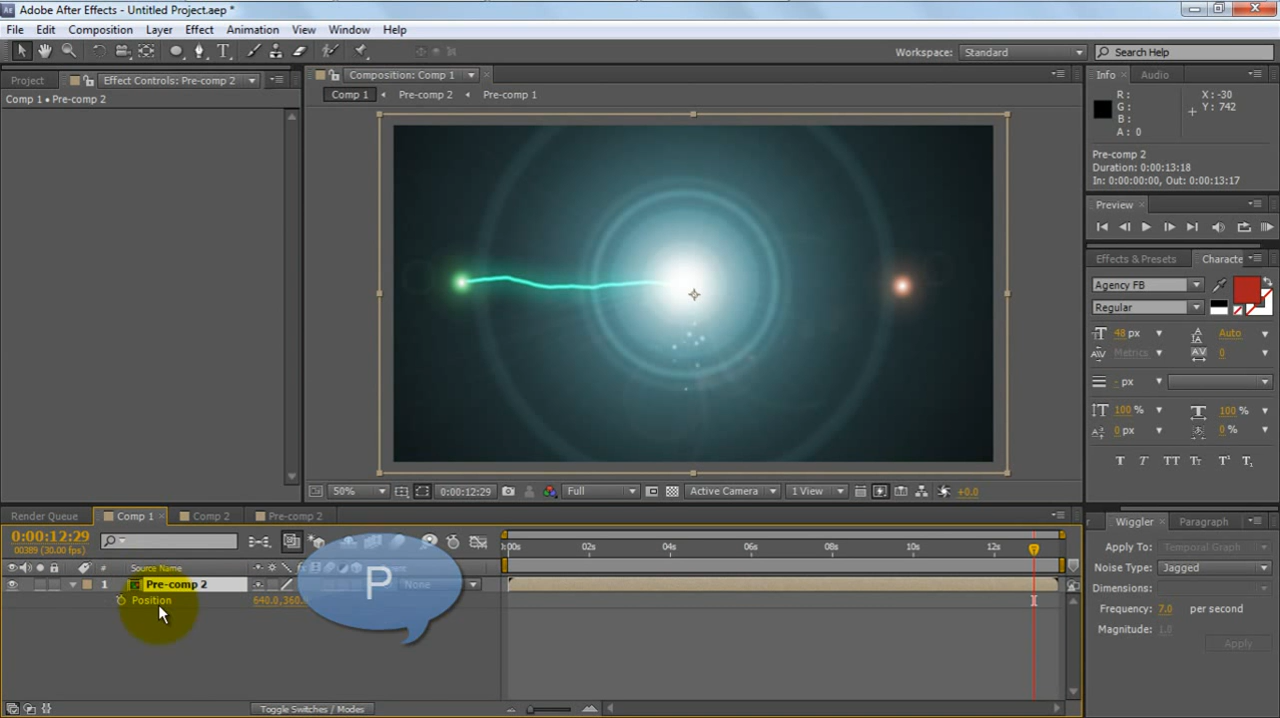 Adobe After Effects - Untitled Project.aep *
File Edit Composition Layer Effect Animation View Window Help
Workspace: Standard Search Help
Project Effect Controls: Pre-comp 2 Composition: Comp 1 Info Audio
Comp 1 • Pre-comp 2 Comp 1 Pre-comp 2 Pre-comp 1
R : X : -30
G : Y : 742
B :
A : 0
Pre-comp 2
Duration: 0:00:13:18
In: 0:00:00:00, Out: 0:00:13:17
Preview
Effects & Presets Characte
Agency FB
Regular
48 px Auto
Metrics 0
- px
100 % 100 %
0 px 0 %
T T TT Tt T¹ T₁
50% 0:00:12:29 Full Active Camera 1 View +0.0
Render Queue Comp 1 Comp 2 Pre-comp 2
0:00:12:29
00389 (30.00 fps)
:00s 02s 04s 06s 08s 10s 12s
# Source Name
1 Pre-comp 2 None
Position 640.0,360.
P
Toggle Switches / Modes
Wiggler Paragraph
Apply To: Temporal Graph
Noise Type: Jagged
Dimensions:
Frequency: 7.0 per second
Magnitude: 1.0
Apply